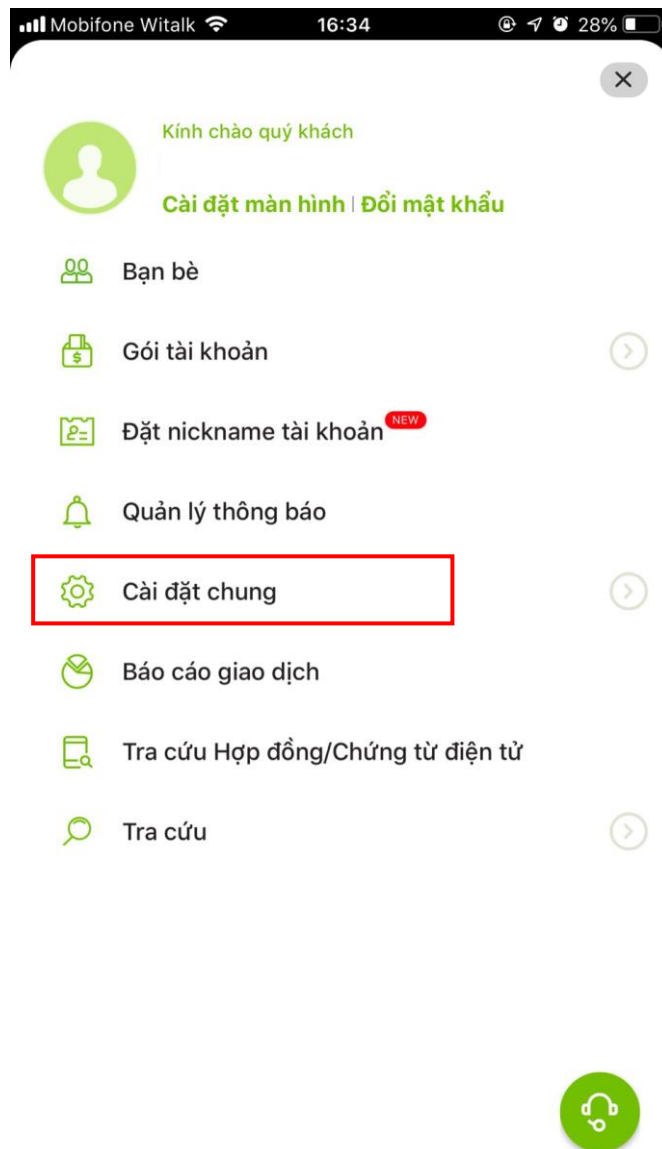 Mobifone Witalk 16:34 28%
Kính chào quý khách
Cài đặt màn hình | Đổi mật khẩu
Bạn bè
Gói tài khoản
Đặt nickname tài khoản NEW
Quản lý thông báo
Cài đặt chung
Báo cáo giao dịch
Tra cứu Hợp đồng/Chứng từ điện tử
Tra cứu